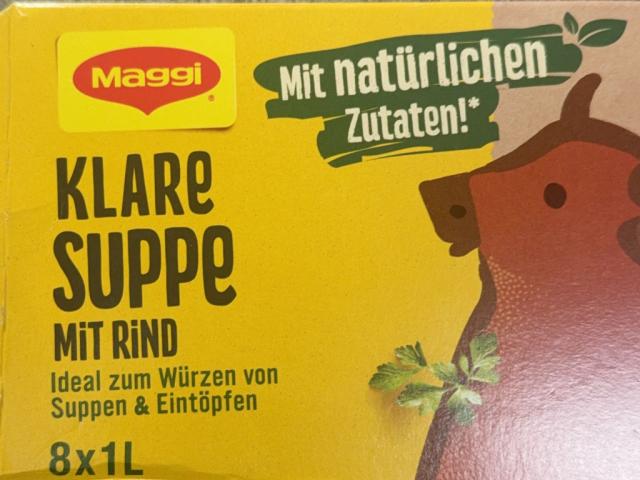 Maggi
®
Mit natürlichen
Zutaten!*
KLARE
SUPPE
MIT RIND
Ideal zum Würzen von
Suppen & Eintöpfen
8x1L